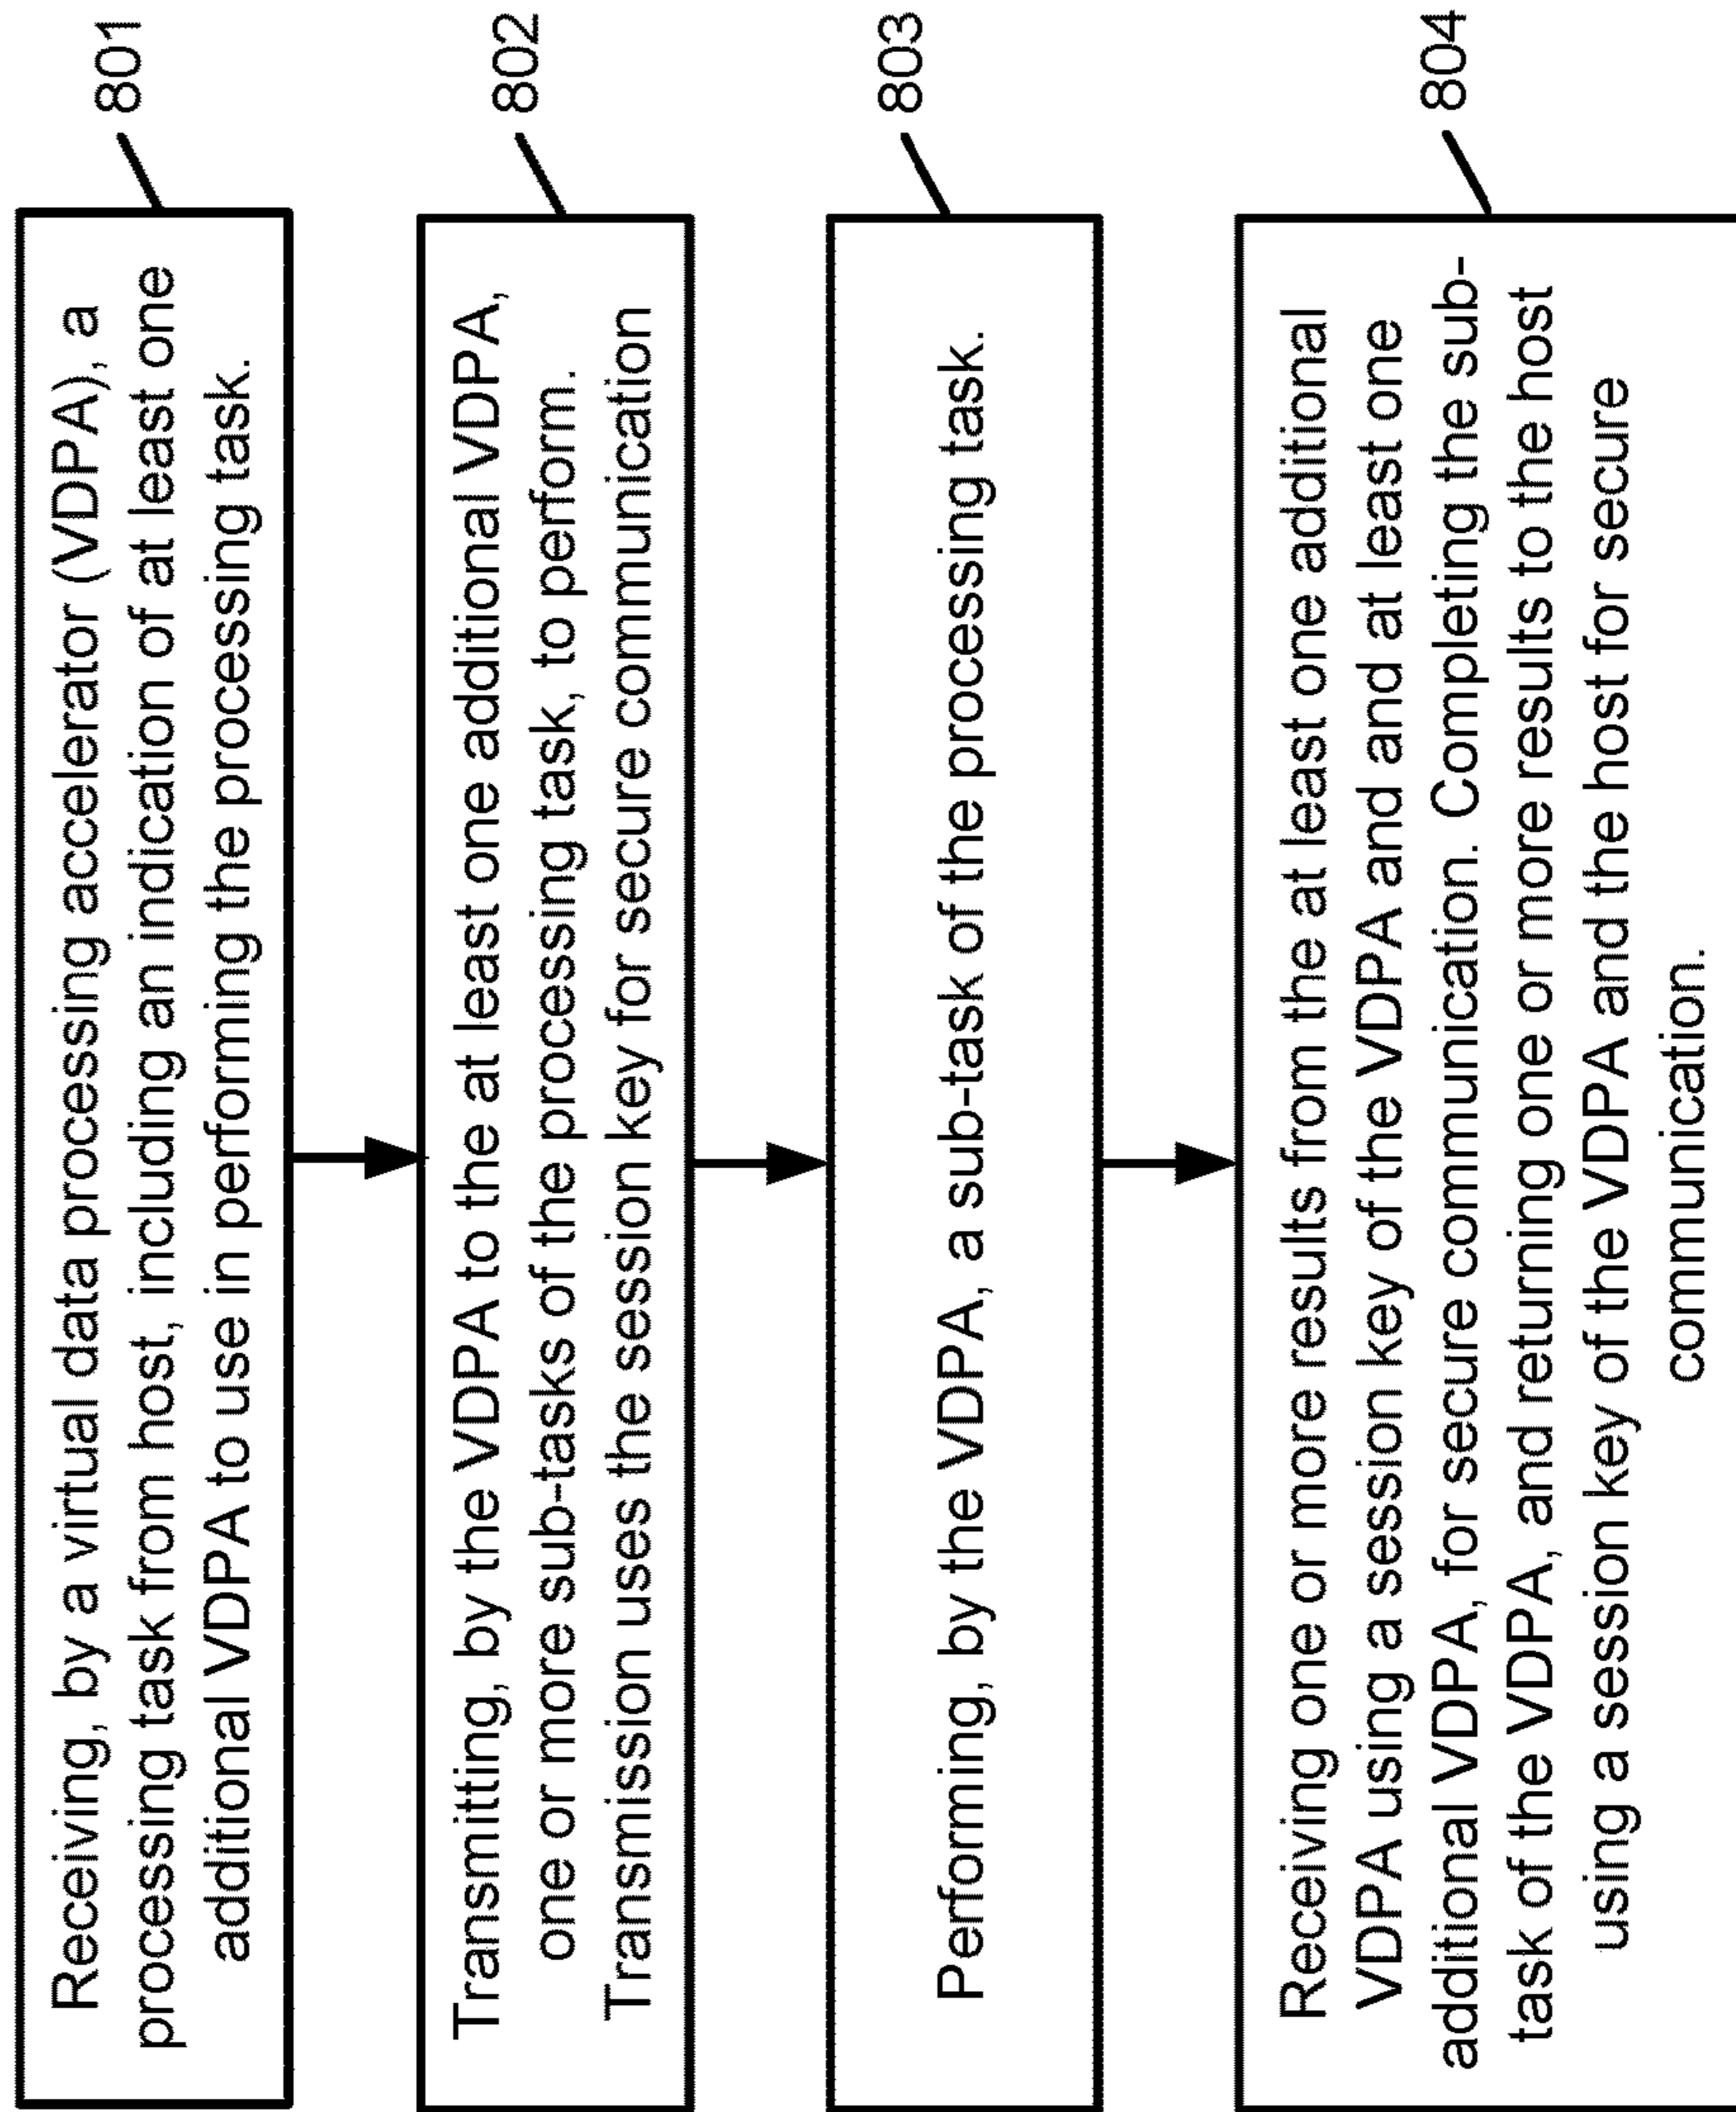 Receiving, by a virtual data processing accelerator (VDPA), a
processing task from host, including an indication of at least one
additional VDPA to use in performing the processing task.
801
Transmitting, by the VDPA to the at least one additional VDPA,
one or more sub-tasks of the processing task, to perform.
Transmission uses the session key for secure communication
802
Performing, by the VDPA, a sub-task of the processing task.
803
Receiving one or more results from the at least one additional
VDPA using a session key of the VDPA and and at least one
additional VDPA, for secure communication. Completing the sub-
task of the VDPA, and returning one or more results to the host
using a session key of the VDPA and the host for secure
communication.
804